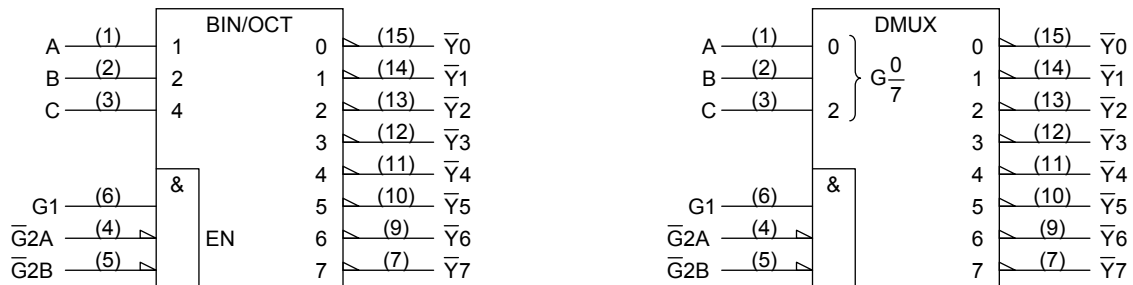 BIN/OCT
A (1) 1 0 (15) Y̅0
B (2) 2 1 (14) Y̅1
C (3) 4 2 (13) Y̅2
3 (12) Y̅3
4 (11) Y̅4
&
G1 (6) 5 (10) Y̅5
G̅2A (4) EN 6 (9) Y̅6
G̅2B (5) 7 (7) Y̅7
DMUX
A (1) 0 0 (15) Y̅0
B (2) G 0/7 1 (14) Y̅1
C (3) 2 2 (13) Y̅2
3 (12) Y̅3
4 (11) Y̅4
&
G1 (6) 5 (10) Y̅5
G̅2A (4) 6 (9) Y̅6
G̅2B (5) 7 (7) Y̅7